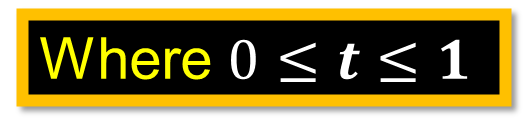 Where 0 ≤ t ≤ 1